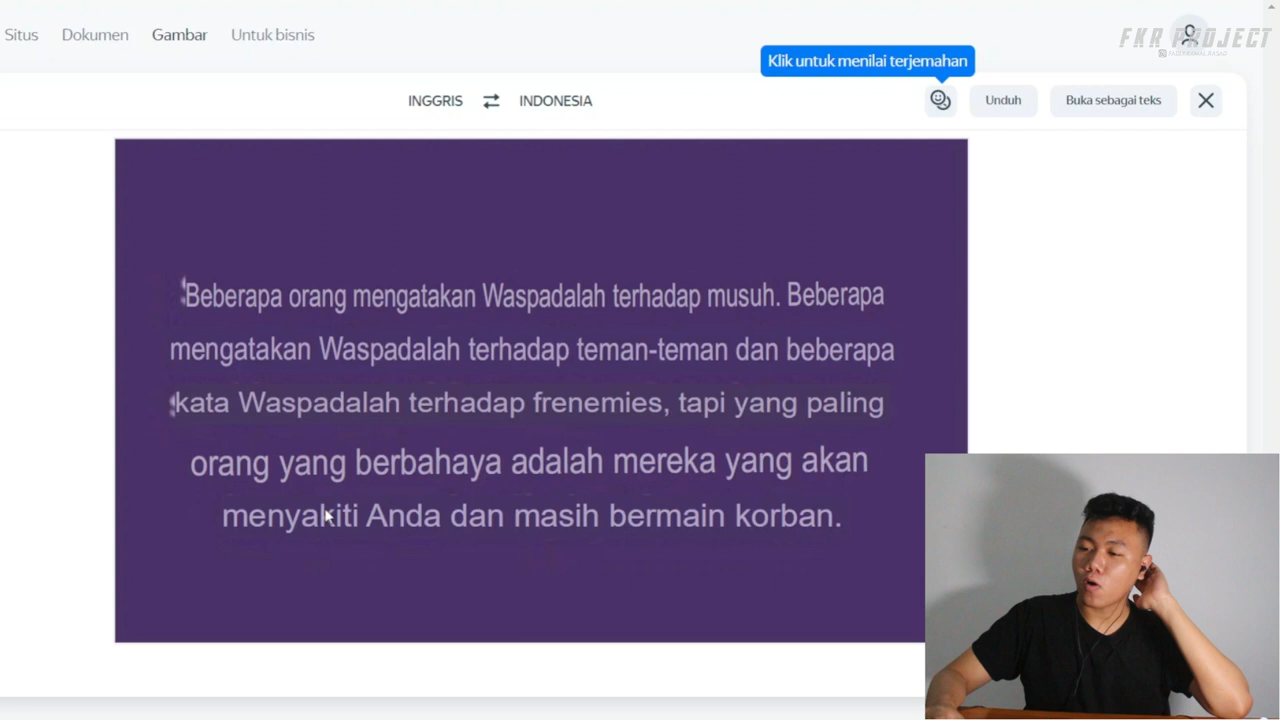 Situs Dokumen Gambar Untuk bisnis
FKR PROJECT
Klik untuk menilai terjemahan
INGGRIS INDONESIA
Unduh Buka sebagai teks
Beberapa orang mengatakan Waspadalah terhadap musuh. Beberapa
mengatakan Waspadalah terhadap teman-teman dan beberapa
kata Waspadalah terhadap frenemies, tapi yang paling
orang yang berbahaya adalah mereka yang akan
menyakiti Anda dan masih bermain korban.